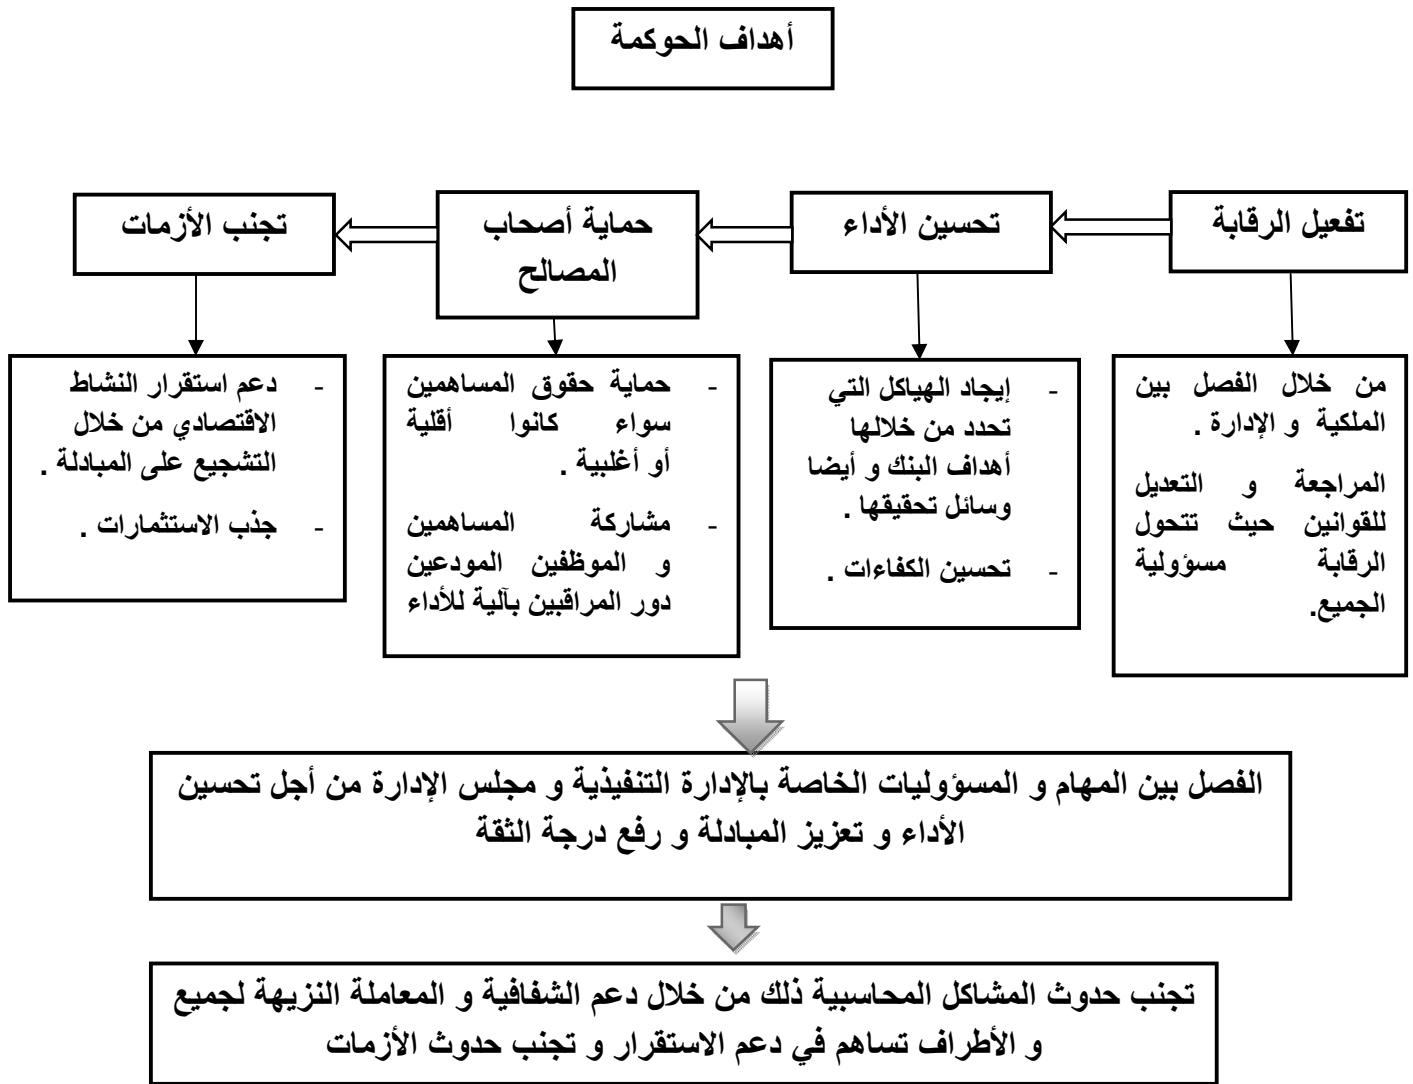 أهداف الحوكمة
تفعيل الرقابة
تحسين الأداء
حماية أصحاب
المصالح
تجنب الأزمات
من خلال الفصل بين
الملكية و الإدارة .
المراجعة و التعديل
للقوانين حيث تتحول
الرقابة مسؤولية
الجميع.
- إيجاد الهياكل التي
تحدد من خلالها
أهداف البنك و أيضا
وسائل تحقيقها .
- تحسين الكفاءات .
- حماية حقوق المساهمين
سواء كانوا أقلية
أو أغلبية .
- مشاركة المساهمين
و الموظفين المودعين
دور المراقبين بآلية للأداء
- دعم استقرار النشاط
الاقتصادي من خلال
التشجيع على المبادلة .
- جذب الاستثمارات .
الفصل بين المهام و المسؤوليات الخاصة بالإدارة التنفيذية و مجلس الإدارة من أجل تحسين
الأداء و تعزيز المبادلة و رفع درجة الثقة
تجنب حدوث المشاكل المحاسبية ذلك من خلال دعم الشفافية و المعاملة النزيهة لجميع
و الأطراف تساهم في دعم الاستقرار و تجنب حدوث الأزمات